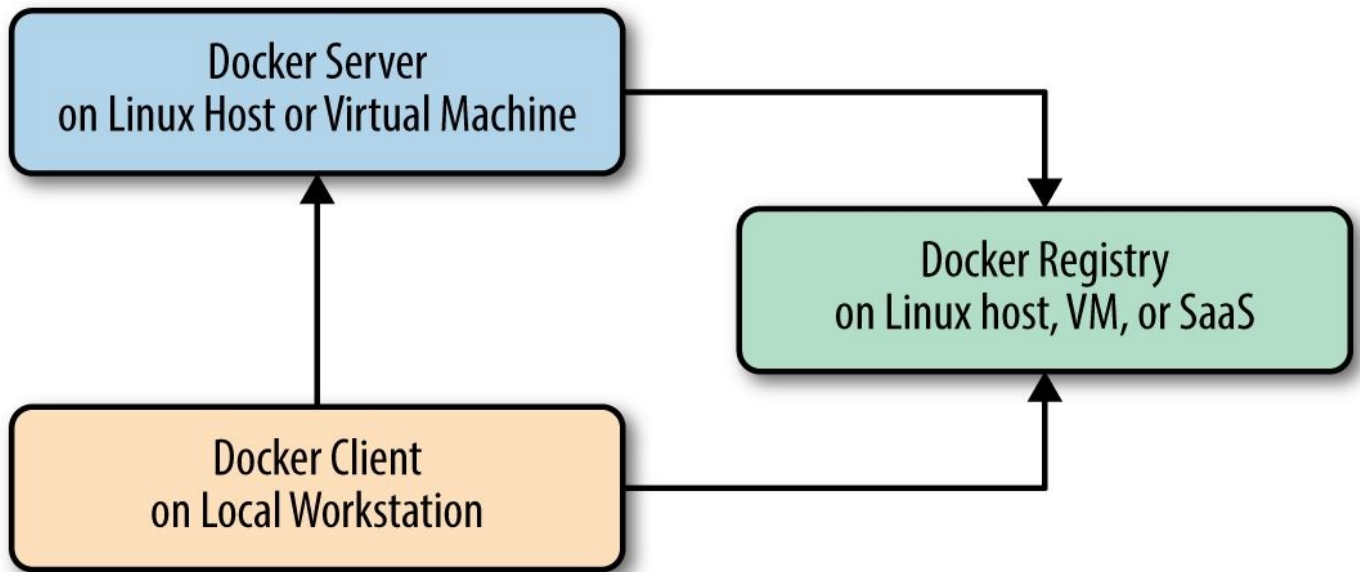 Docker Server
on Linux Host or Virtual Machine
Docker Registry
on Linux host, VM, or SaaS
Docker Client
on Local Workstation